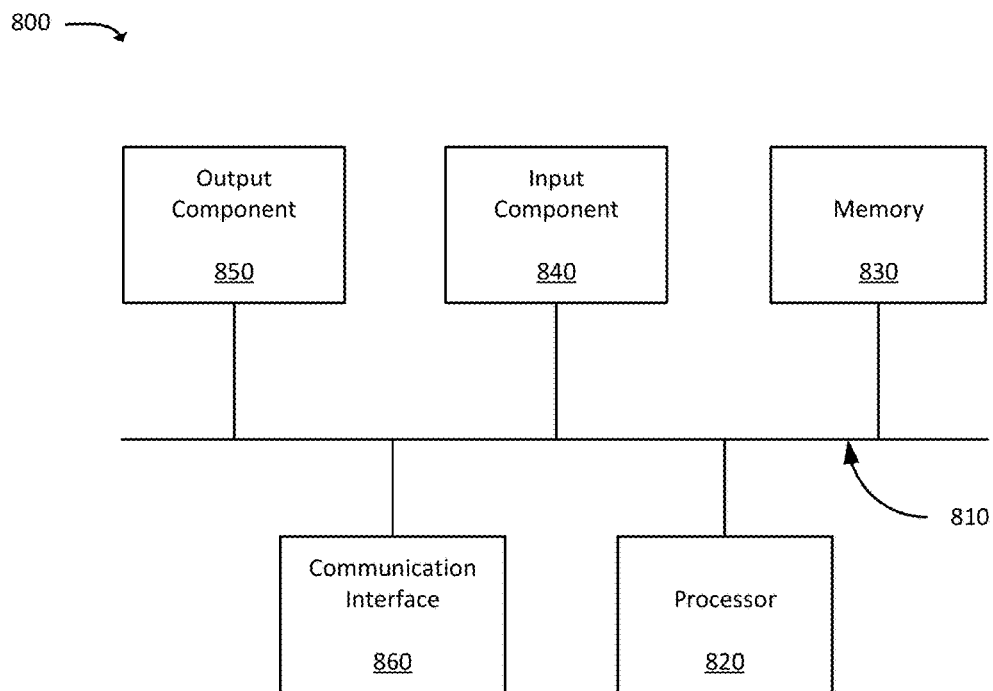 800
Output
Component
850
Input
Component
840
Memory
830
810
Communication
Interface
860
Processor
820